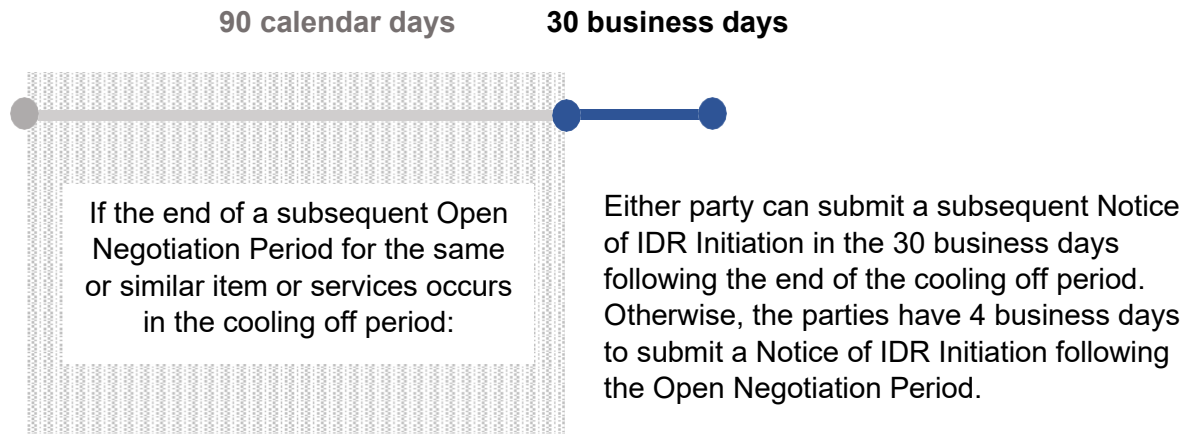 90 calendar days
30 business days
If the end of a subsequent Open
Negotiation Period for the same
or similar item or services occurs
in the cooling off period:
Either party can submit a subsequent Notice
of IDR Initiation in the 30 business days
following the end of the cooling off period.
Otherwise, the parties have 4 business days
to submit a Notice of IDR Initiation following
the Open Negotiation Period.